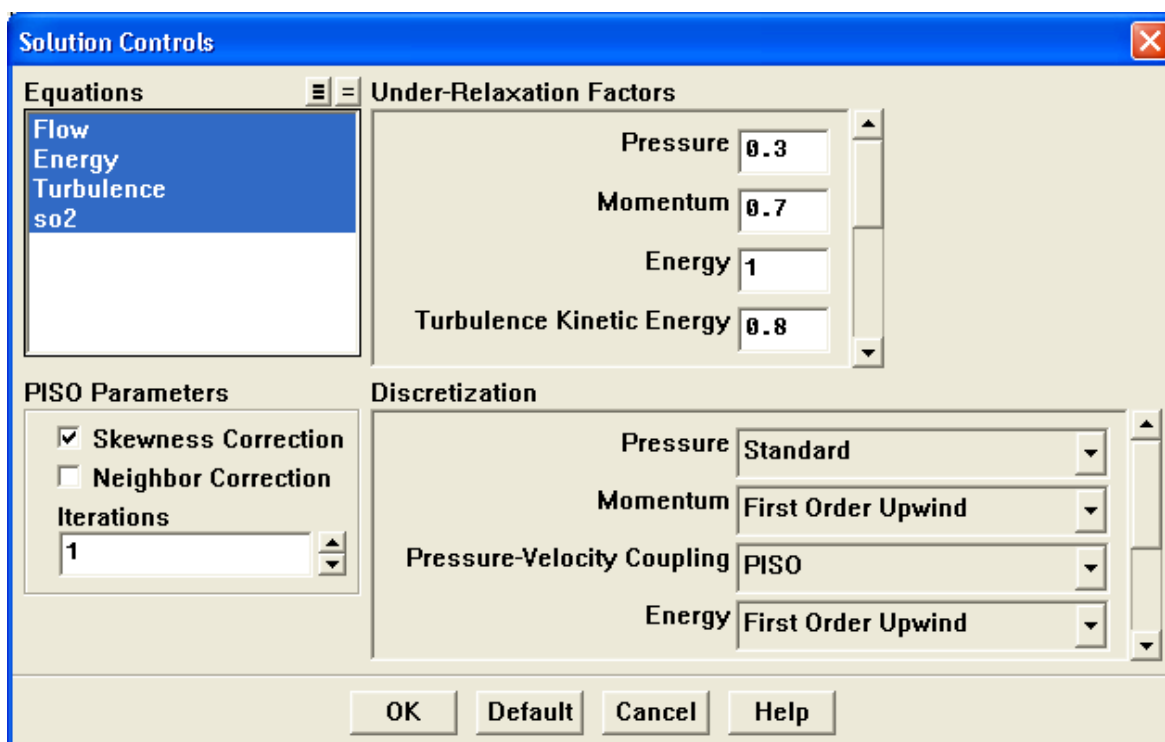 Solution Controls
Equations
Flow
Energy
Turbulence
so2
Under-Relaxation Factors
Pressure 0.3
Momentum 0.7
Energy 1
Turbulence Kinetic Energy 0.8
PISO Parameters
Skewness Correction
Neighbor Correction
Iterations
1
Discretization
Pressure Standard
Momentum First Order Upwind
Pressure-Velocity Coupling PISO
Energy First Order Upwind
OK Default Cancel Help